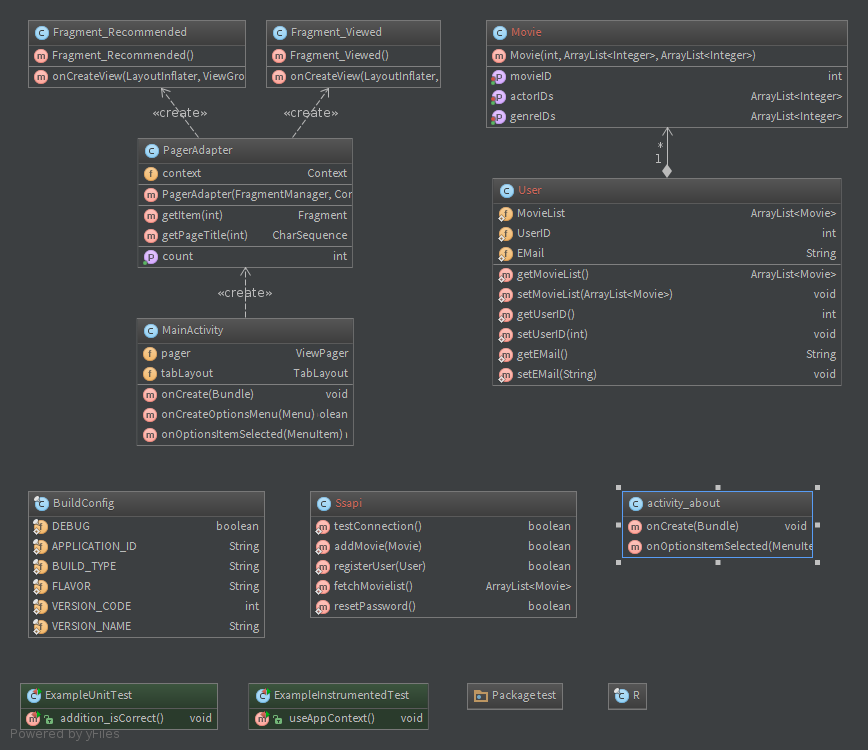 Fragment_Recommended
Fragment_Recommended()
onCreateView(LayoutInflater, ViewGro
Fragment_Viewed
Fragment_Viewed()
onCreateView(LayoutInflater,
Movie
Movie(int, ArrayList<Integer>, ArrayList<Integer>)
movieID int
actorIDs ArrayList<Integer>
genreIDs ArrayList<Integer>
«create»
«create»
*
1
PagerAdapter
context Context
PagerAdapter(FragmentManager, Cor
getItem(int) Fragment
getPageTitle(int) CharSequence
count int
User
MovieList ArrayList<Movie>
UserID int
EMail String
getMovieList() ArrayList<Movie>
setMovieList(ArrayList<Movie>) void
getUserID() int
setUserID(int) void
getEMail() String
setEMail(String) void
«create»
MainActivity
pager ViewPager
tabLayout TabLayout
onCreate(Bundle) void
onCreateOptionsMenu(Menu) olean
onOptionsItemSelected(MenuItem)
BuildConfig
DEBUG boolean
APPLICATION_ID String
BUILD_TYPE String
FLAVOR String
VERSION_CODE int
VERSION_NAME String
Ssapi
testConnection() boolean
addMovie(Movie) boolean
registerUser(User) boolean
fetchMovielist() ArrayList<Movie>
resetPassword() boolean
activity_about
onCreate(Bundle) void
onOptionsItemSelected(MenuIte
ExampleUnitTest
addition_isCorrect() void
ExampleInstrumentedTest
useAppContext() void
Package test
R
Powered by yFiles